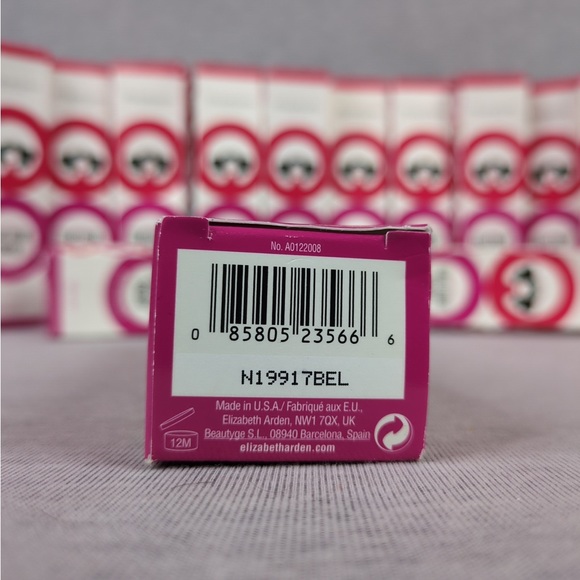 No. A0122008
0 85805 23566 6
N19917BEL
Made in U.S.A./ Fabriqué aux E.U.,
Elizabeth Arden, NW1 7QX, UK
Beautyge S.L., 08940 Barcelona, Spain
elizabetharden.com
12M